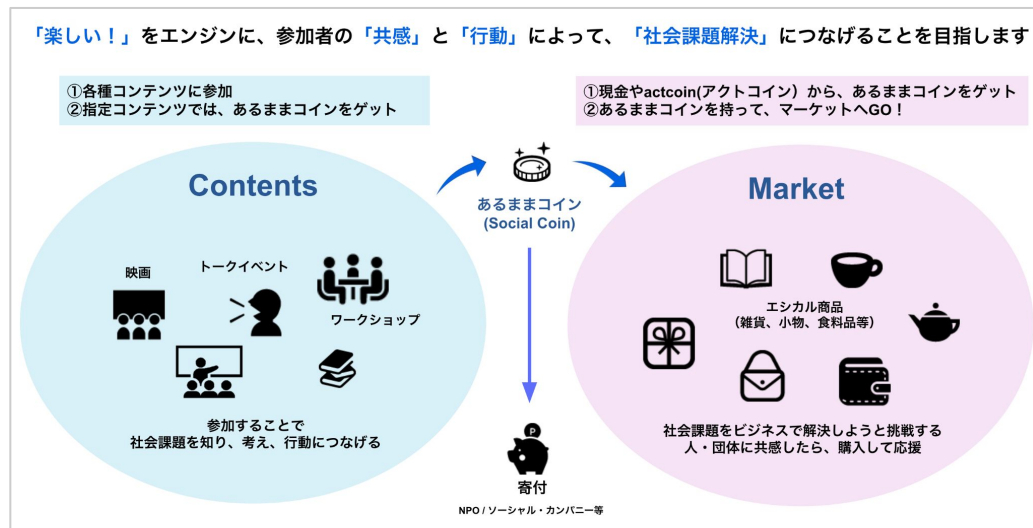 「楽しい！」をエンジンに、参加者の「共感」と「行動」によって、「社会課題解決」につなげることを目指します
①各種コンテンツに参加
②指定コンテンツでは、あるままコインをゲット
①現金やactcoin(アクトコイン）から、あるままコインをゲット
②あるままコインを持って、マーケットへGO！
Contents
映画
トークイベント
ワークショップ
参加することで
社会課題を知り、考え、行動につなげる
あるままコイン
(Social Coin)
P
寄付
NPO / ソーシャル・カンパニー等
Market
エシカル商品
（雑貨、小物、食料品等）
社会課題をビジネスで解決しようと挑戦する
人・団体に共感したら、購入して応援